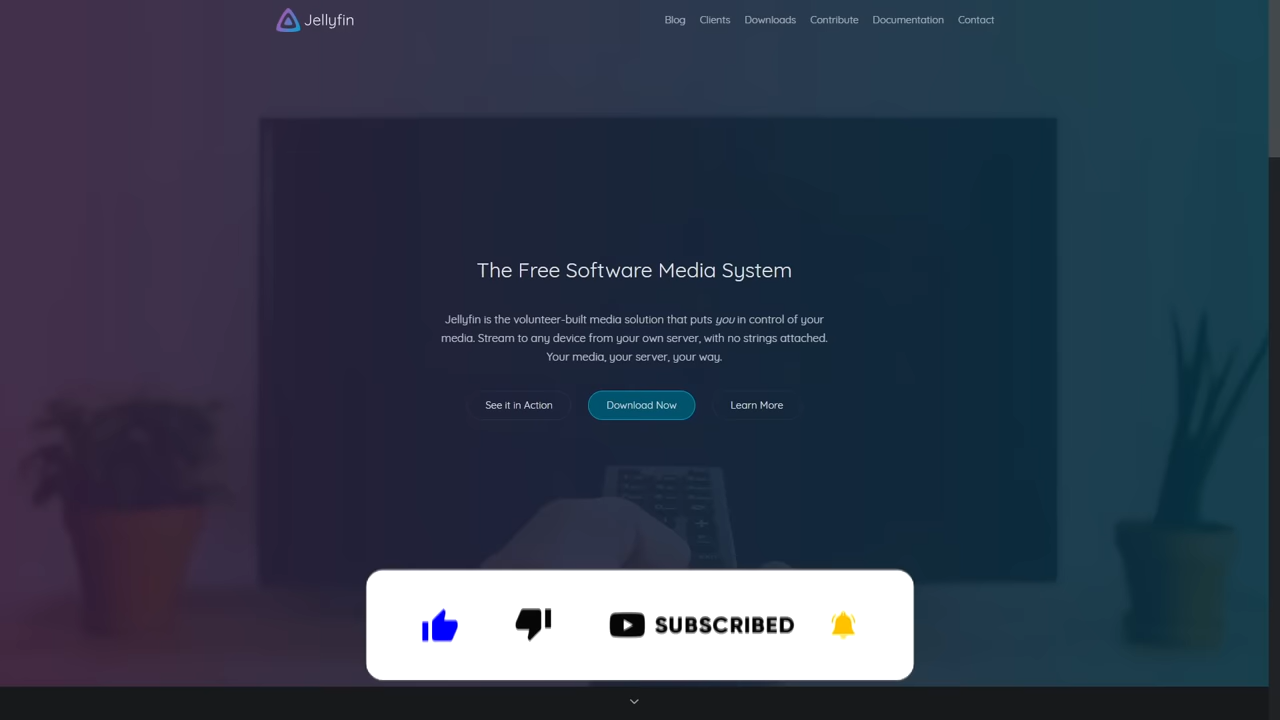 Jellyfin
Blog Clients Downloads Contribute Documentation Contact
The Free Software Media System
Jellyfin is the volunteer-built media solution that puts you in control of your
media. Stream to any device from your own server, with no strings attached.
Your media, your server, your way.
See it in Action Download Now Learn More
SUBSCRIBED